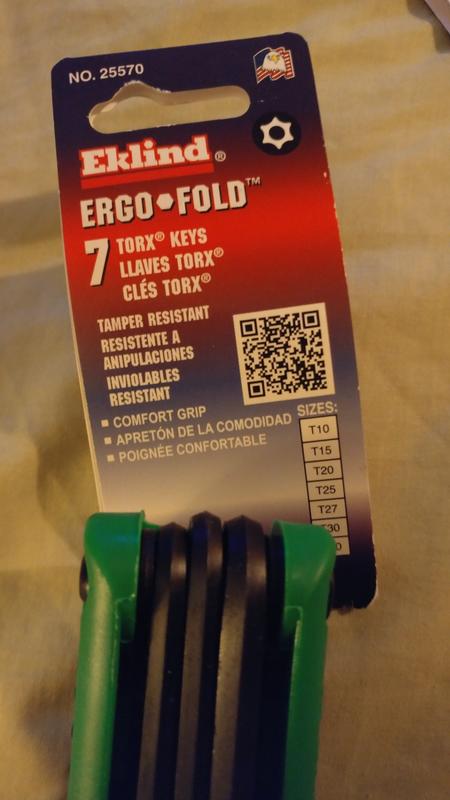 NO. 25570
Eklind®
ERGO•FOLD™
7 TORX® KEYS
LLAVES TORX®
CLÉS TORX®
TAMPER RESISTANT
RESISTENTE A
ANIPULACIONES
INVIOLABLES
RESISTANT
▪ COMFORT GRIP
▪ APRETÓN DE LA COMODIDAD
▪ POIGNÉE CONFORTABLE
SIZES:
T10
T15
T20
T25
T27
T30